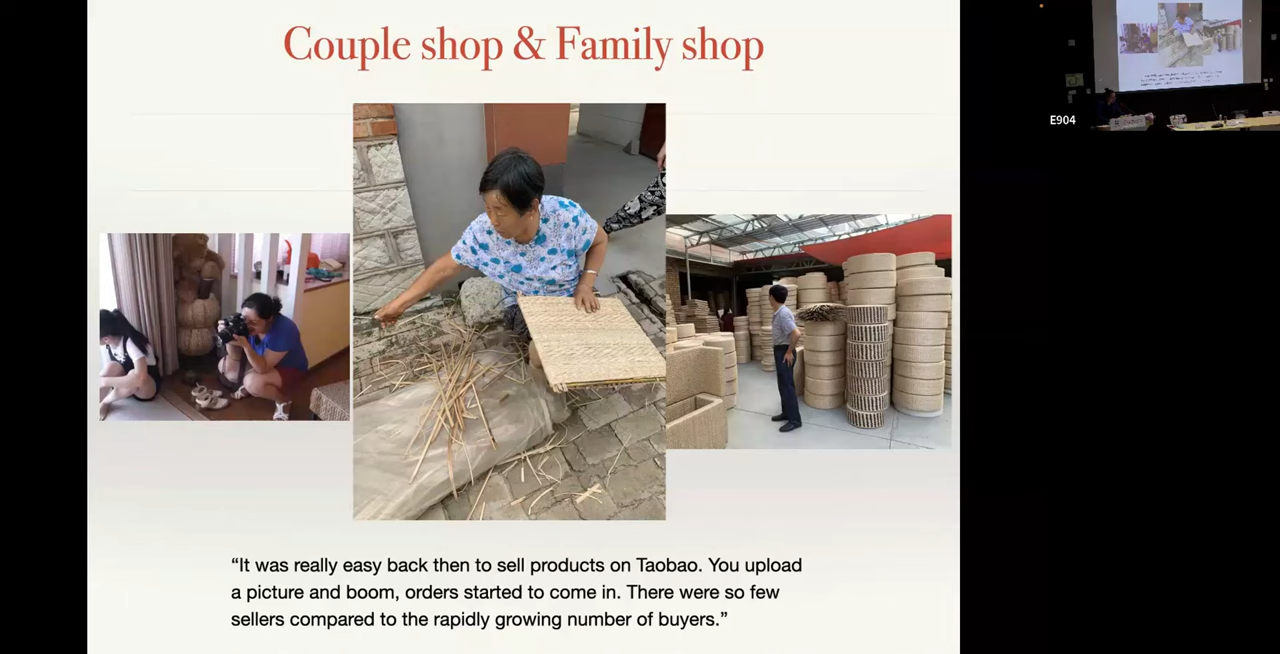 Couple shop & Family shop
E904
“It was really easy back then to sell products on Taobao. You upload
a picture and boom, orders started to come in. There were so few
sellers compared to the rapidly growing number of buyers.”